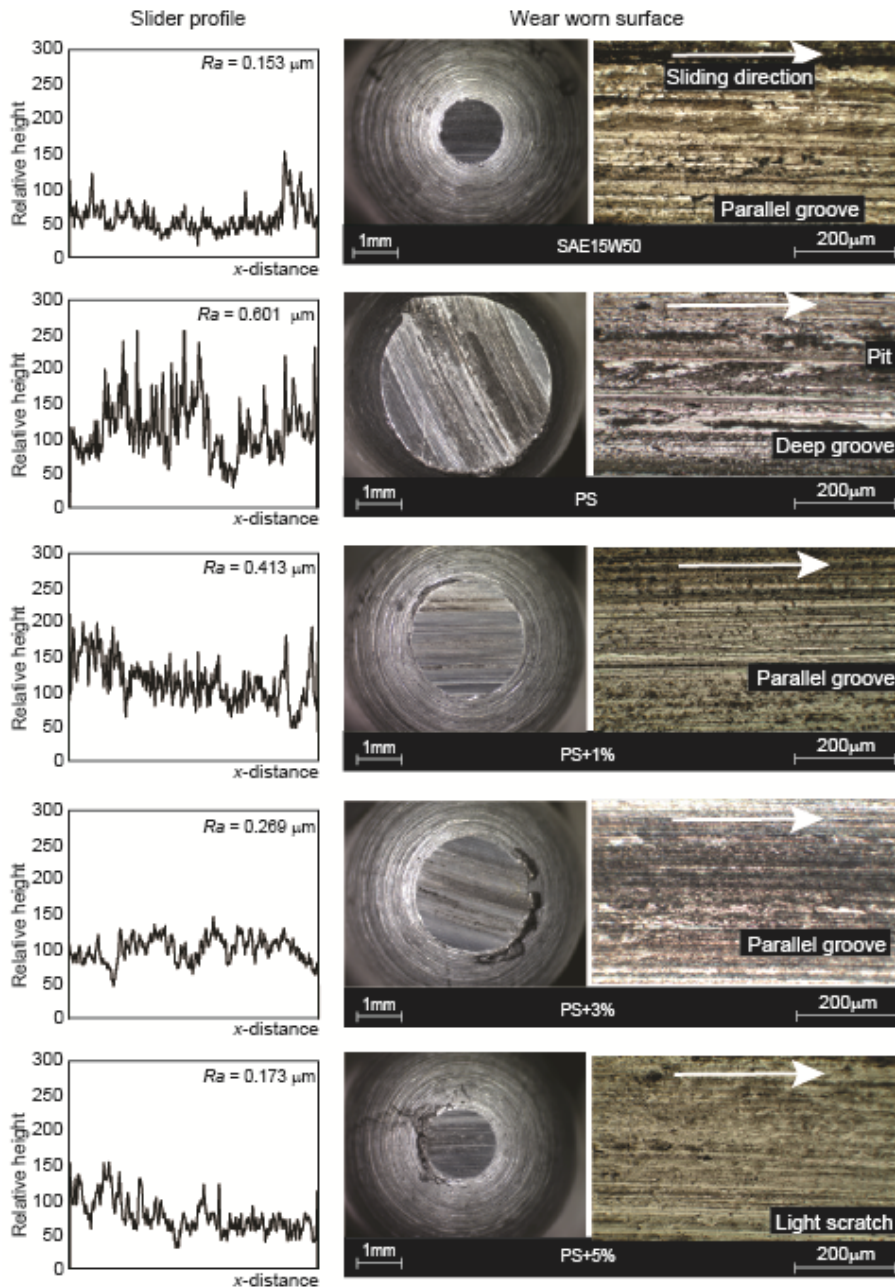 Slider profile
Wear worn surface
Relative height
300
250
200
150
100
50
0
Ra = 0.153 µm
x-distance
Sliding direction
Parallel groove
1mm
SAE15W50
200µm
Relative height
300
250
200
150
100
50
0
Ra = 0.601 µm
x-distance
Pit
Deep groove
1mm
PS
200µm
Relative height
300
250
200
150
100
50
0
Ra = 0.413 µm
x-distance
Parallel groove
1mm
PS+1%
200µm
Relative height
300
250
200
150
100
50
0
Ra = 0.269 µm
x-distance
Parallel groove
1mm
PS+3%
200µm
Relative height
300
250
200
150
100
50
0
Ra = 0.173 µm
x-distance
Light scratch
1mm
PS+5%
200µm